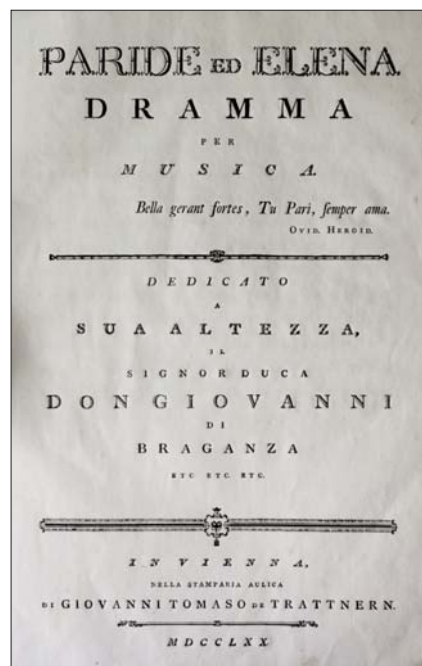 PARIDE ED ELENA
DRAMMA
PER
MUSICA.
Bella gerant fortes, Tu Pari, semper ama.
OVID. HEROID.
DEDICATO
A
SUA ALTEZZA,
IL
SIGNOR DUCA
DON GIOVANNI
DI
BRAGANZA
ETC ETC. ETC.
IN VIENNA,
DELLA STAMPARIA AULICA
DI GIOVANNI TOMASO DE TRATTNERN.
MDCCLXX